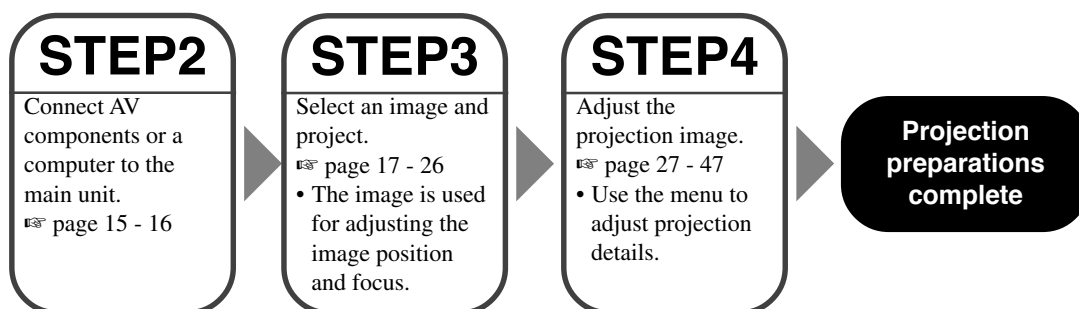 STEP2
Connect AV
components or a
computer to the
main unit.
☞ page 15 - 16
STEP3
Select an image and
project.
☞ page 17 - 26
• The image is used
for adjusting the
image position
and focus.
STEP4
Adjust the
projection image.
☞ page 27 - 47
• Use the menu to
adjust projection
details.
Projection
preparations
complete